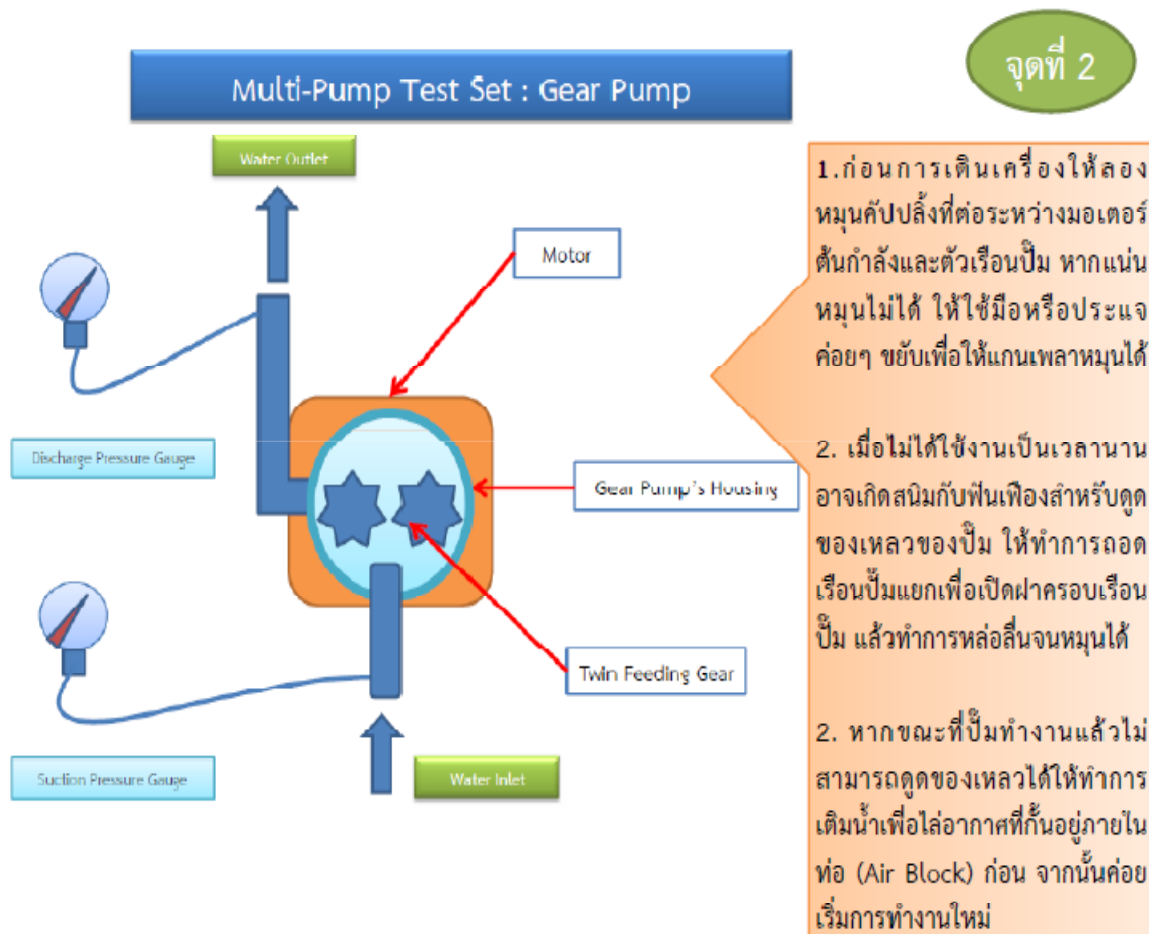 จุดที่ 2
Multi-Pump Test Set : Gear Pump
Water Outlet
Motor
Discharge Pressure Gauge
Gear Pump's Housing
Twin Feeding Gear
Suction Pressure Gauge
Water Inlet
1.ก่อนการเดินเครื่องให้ลอง
หมุนคัปปลิ้งที่ต่อระหว่างมอเตอร์
ต้นกำลังและตัวเรือนปั๊ม หากแน่น
หมุนไม่ได้ ให้ใช้มือหรือประแจ
ค่อยๆ ขยับเพื่อให้แกนเพลาหมุนได้
2. เมื่อไม่ได้ใช้งานเป็นเวลานาน
อาจเกิดสนิมกับฟันเฟืองสำหรับดูด
ของเหลวของปั๊ม ให้ทำการถอด
เรือนปั๊มแยกเพื่อเปิดฝาครอบเรือน
ปั๊ม แล้วทำการหล่อลื่นจนหมุนได้
2. หากขณะที่ปั๊มทำงานแล้วไม่
สามารถดูดของเหลวได้ให้ทำการ
เติมน้ำเพื่อไล่อากาศที่กั้นอยู่ภายใน
ท่อ (Air Block) ก่อน จากนั้นค่อย
เริ่มการทำงานใหม่